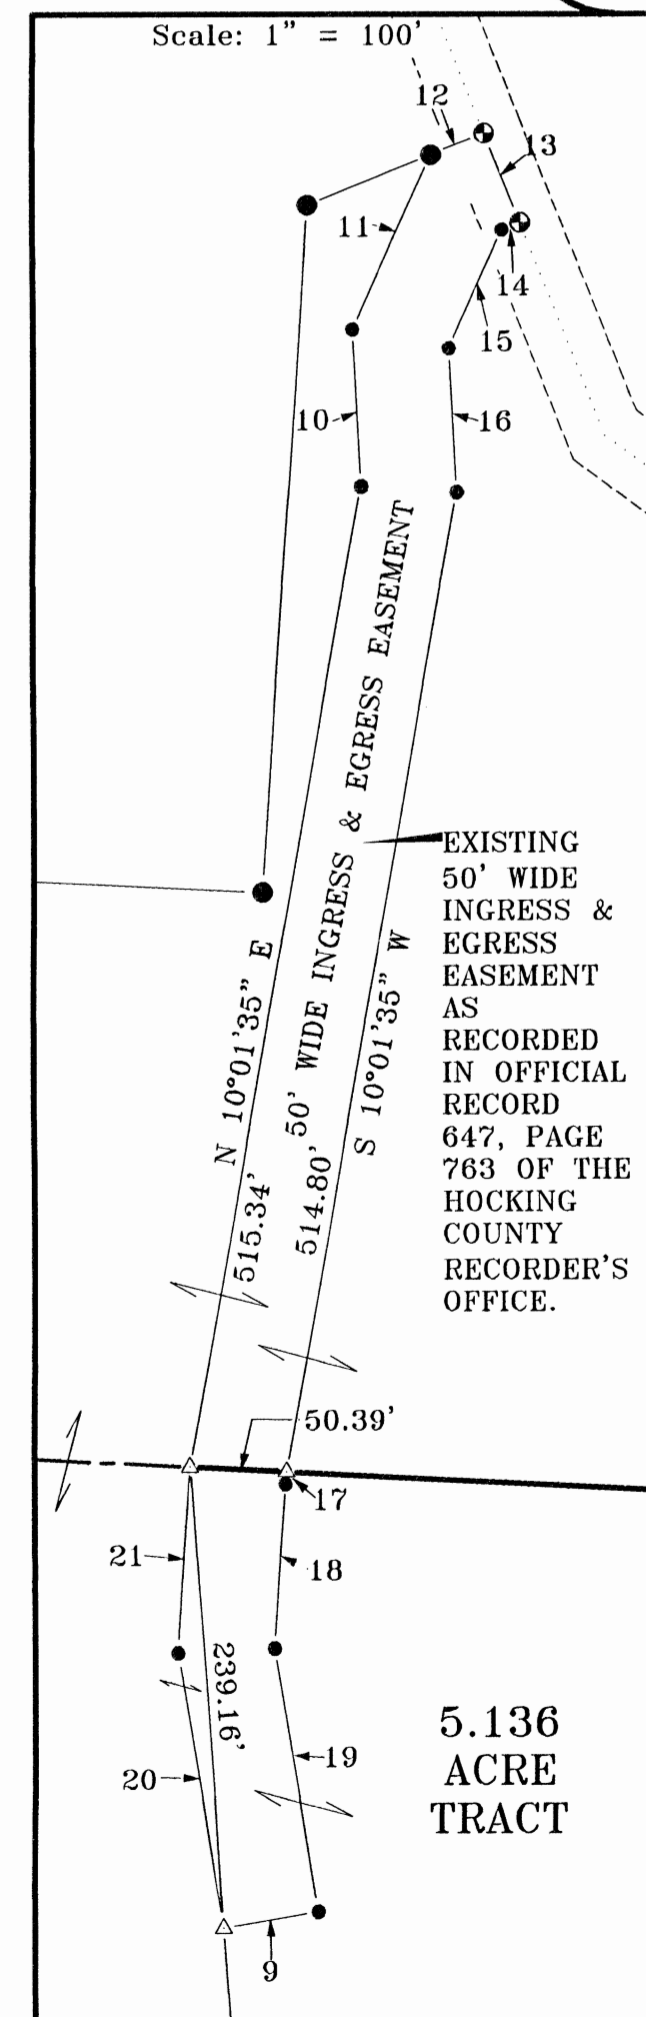 Scale: 1" = 100'
12
13
11
14
15
10
16
50' WIDE INGRESS & EGRESS EASEMENT
EXISTING
50' WIDE
INGRESS &
EGRESS
EASEMENT
AS
RECORDED
IN OFFICIAL
RECORD
647, PAGE
763 OF THE
HOCKING
COUNTY
RECORDER'S
OFFICE.
N 10°01'35" E
515.34'
S 10°01'35" W
514.80'
50.39'
17
21
18
239.16'
20
19
5.136
ACRE
TRACT
9